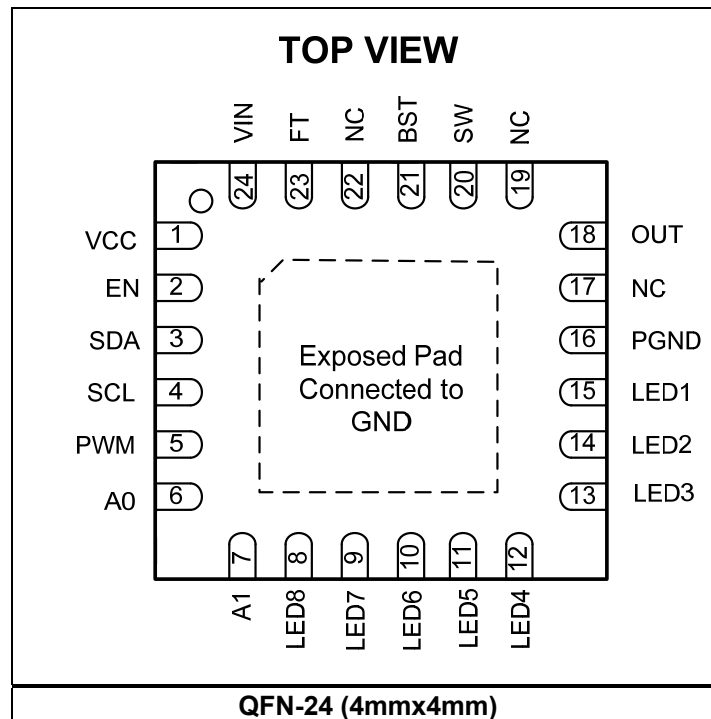 TOP VIEW
VIN FT NC BST SW NC
24 23 22 21 20 19
VCC 1
EN 2
SDA 3
SCL 4
PWM 5
A0 6
Exposed Pad
Connected to
GND
18 OUT
17 NC
16 PGND
15 LED1
14 LED2
13 LED3
7 8 9 10 11 12
A1 LED8 LED7 LED6 LED5 LED4
QFN-24 (4mmx4mm)